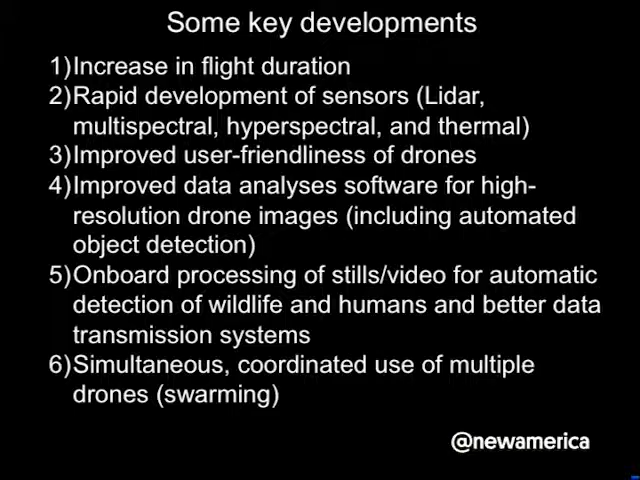 Some key developments
1)Increase in flight duration
2)Rapid development of sensors (Lidar,
multispectral, hyperspectral, and thermal)
3)Improved user-friendliness of drones
4)Improved data analyses software for high-
resolution drone images (including automated
object detection)
5)Onboard processing of stills/video for automatic
detection of wildlife and humans and better data
transmission systems
6)Simultaneous, coordinated use of multiple
drones (swarming)
@newamerica